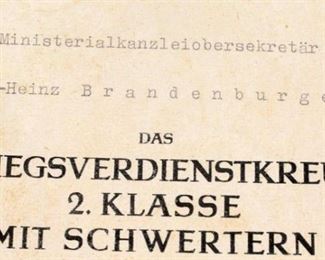 Ministerialkanzleiobersekretär
-Heinz Brandenburge
DAS
IEGSVERDIENSTKREU
2. KLASSE
MIT SCHWERTERN